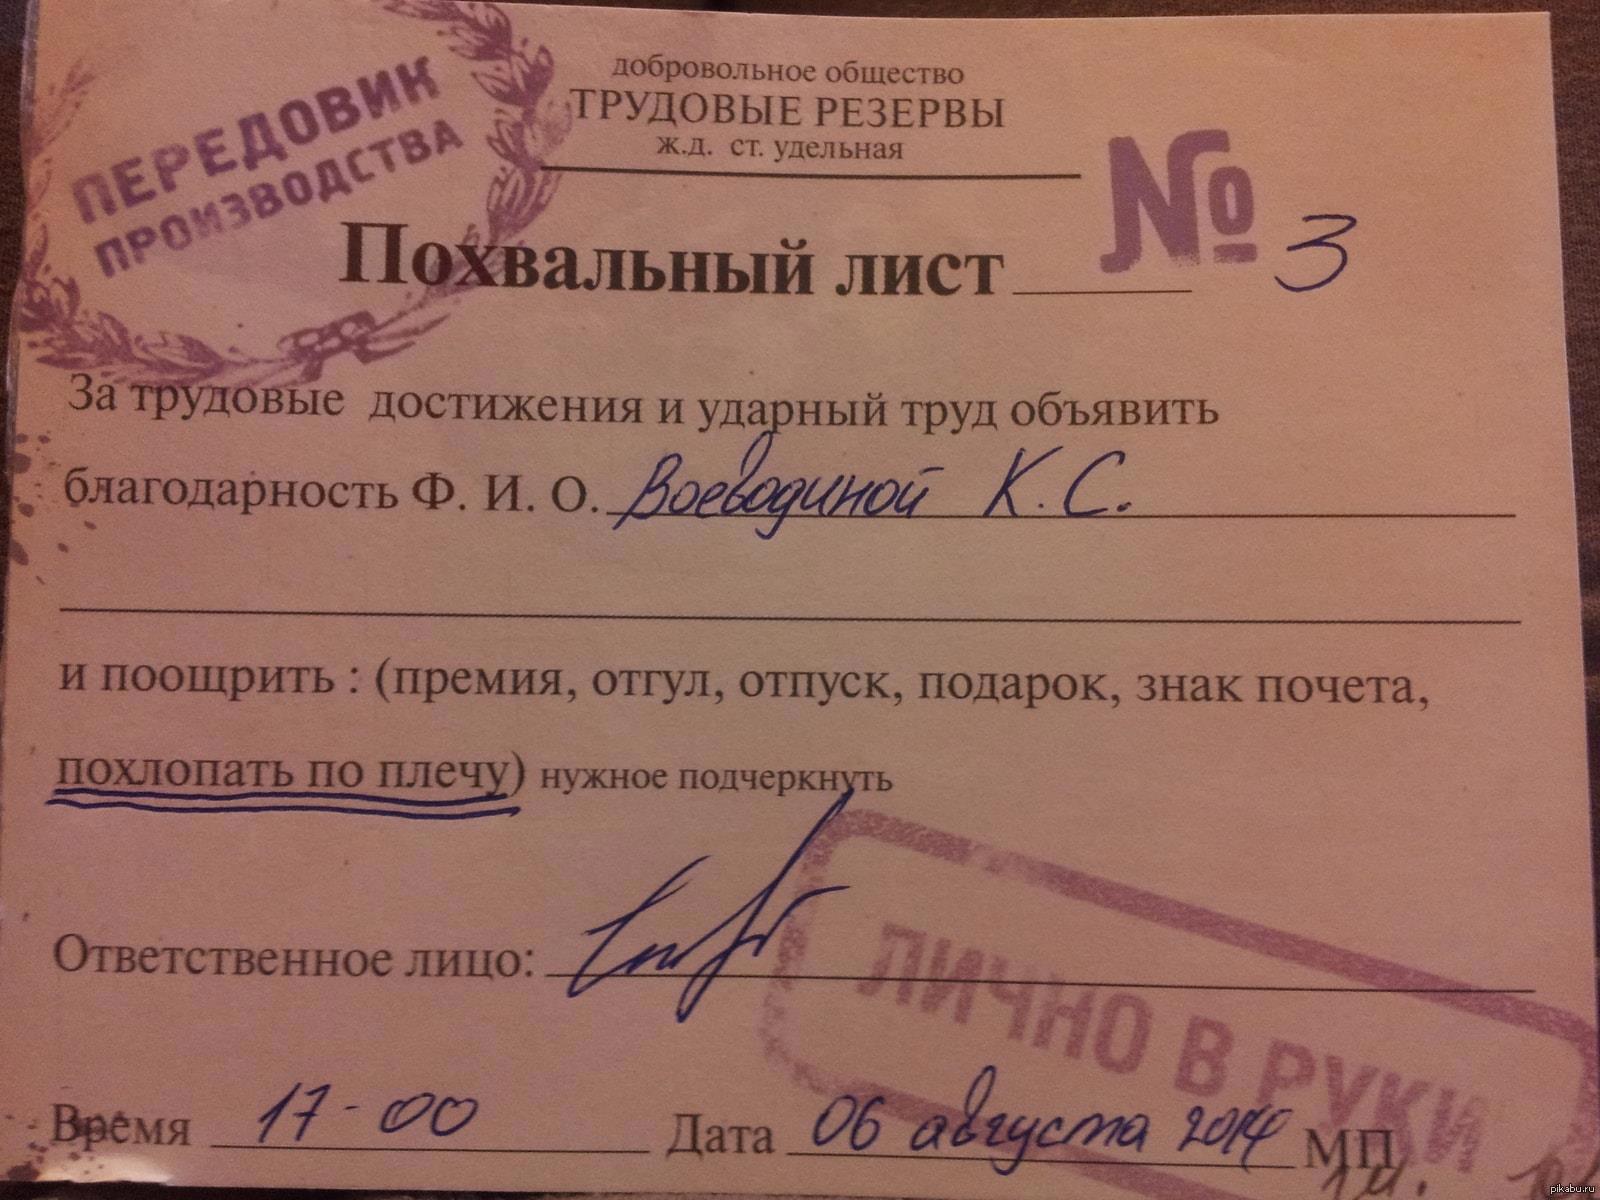 ПЕРЕДОВИК
ПРОИЗВОДСТВА
добровольное общество
ТРУДОВЫЕ РЕЗЕРВЫ
ж.д. ст. удельная
Похвальный лист № 3
За трудовые достижения и ударный труд объявить
благодарность Ф. И. О. Воеводиной К. С.
и поощрить : (премия, отгул, отпуск, подарок, знак почета,
похлопать по плечу) нужное подчеркнуть
Ответственное лицо:
ЛИЧНО В РУКИ
Время 17-00 Дата 06 августа 2014 МП
pikabu.ru